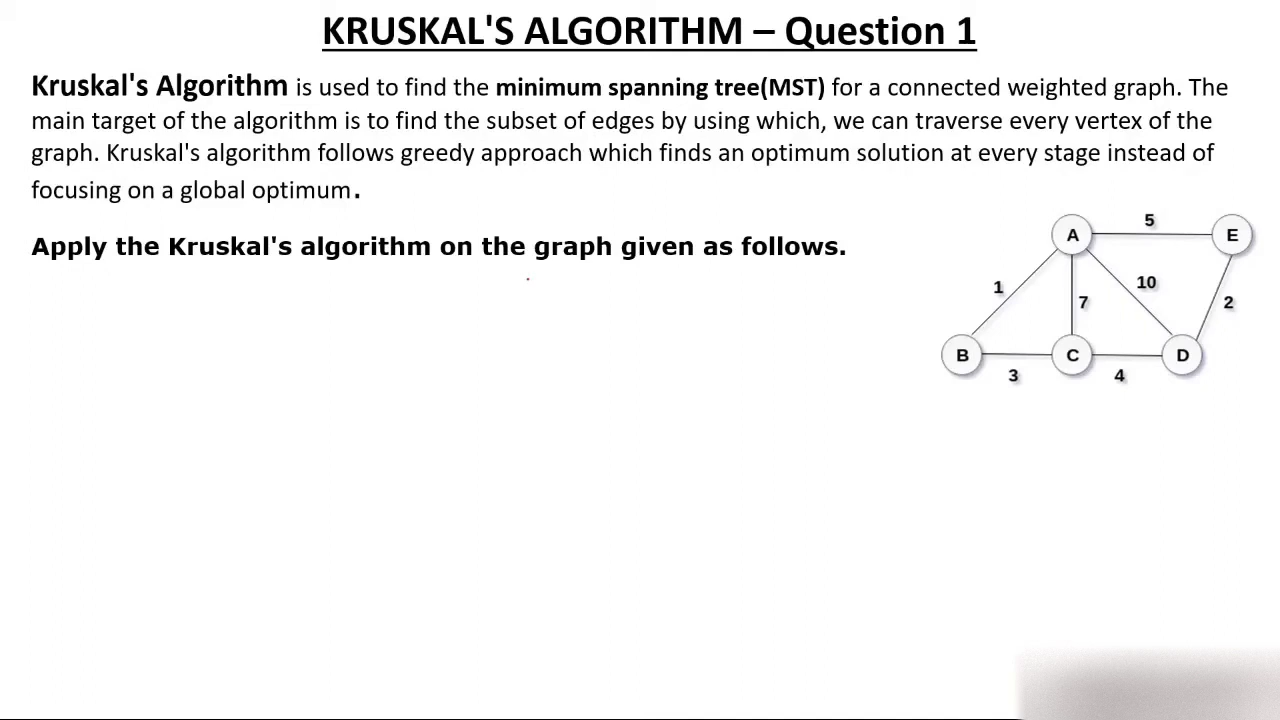 KRUSKAL'S ALGORITHM – Question 1
Kruskal's Algorithm is used to find the minimum spanning tree(MST) for a connected weighted graph. The
main target of the algorithm is to find the subset of edges by using which, we can traverse every vertex of the
graph. Kruskal's algorithm follows greedy approach which finds an optimum solution at every stage instead of
focusing on a global optimum.
Apply the Kruskal's algorithm on the graph given as follows.
5
A
E
1
7
10
2
B
C
D
3
4